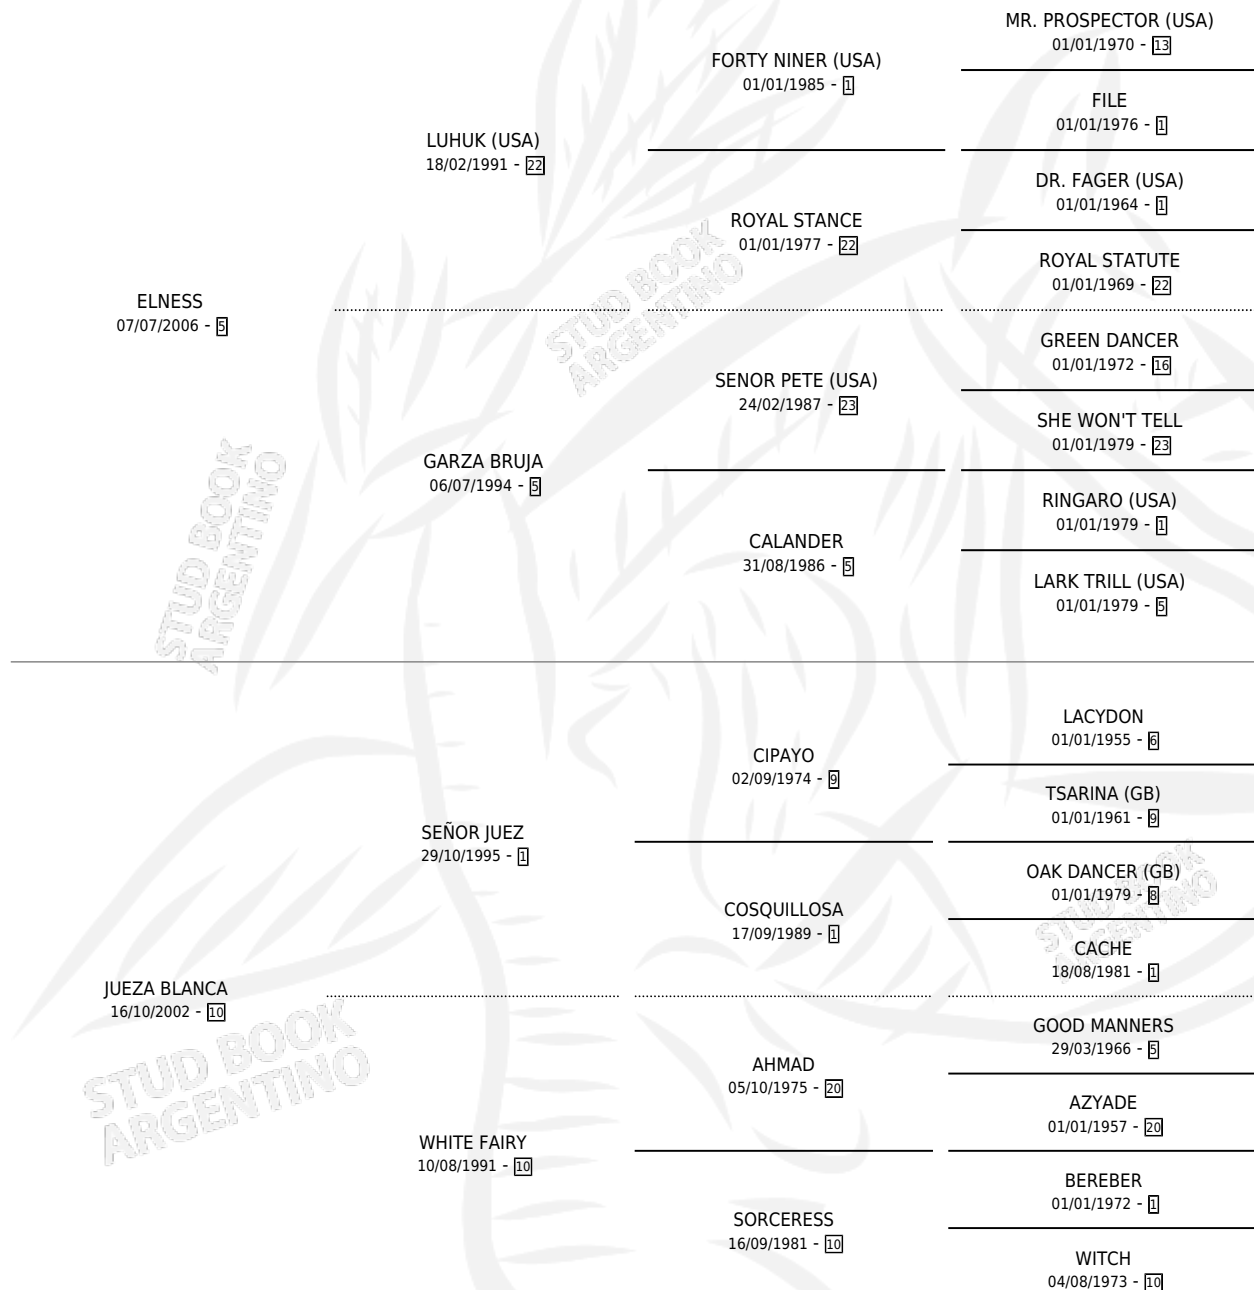 MR. PROSPECTOR (USA)
01/01/1970 - 13
FORTY NINER (USA)
01/01/1985 - 1
FILE
01/01/1976 - 1
LUHUK (USA)
18/02/1991 - 22
DR. FAGER (USA)
01/01/1964 - 1
ROYAL STANCE
01/01/1977 - 22
ROYAL STATUTE
01/01/1969 - 22
ELNESS
07/07/2006 - 5
GREEN DANCER
01/01/1972 - 16
SENOR PETE (USA)
24/02/1987 - 23
SHE WON'T TELL
01/01/1979 - 23
GARZA BRUJA
06/07/1994 - 5
RINGARO (USA)
01/01/1979 - 1
CALANDER
31/08/1986 - 5
LARK TRILL (USA)
01/01/1979 - 5
LACYDON
01/01/1955 - 6
CIPAYO
02/09/1974 - 9
TSARINA (GB)
01/01/1961 - 9
SEÑOR JUEZ
29/10/1995 - 1
OAK DANCER (GB)
01/01/1979 - 8
COSQUILLOSA
17/09/1989 - 1
CACHE
18/08/1981 - 1
JUEZA BLANCA
16/10/2002 - 10
GOOD MANNERS
29/03/1966 - 5
AHMAD
05/10/1975 - 20
AZYADE
01/01/1957 - 20
WHITE FAIRY
10/08/1991 - 10
BEREBER
01/01/1972 - 1
SORCERESS
16/09/1981 - 10
WITCH
04/08/1973 - 10
STUD BOOK
ARGENTINO
STUD BOOK
ARGENTINO
STUD BOOK
ARGENTINO
STUD BOOK
ARGENTINO